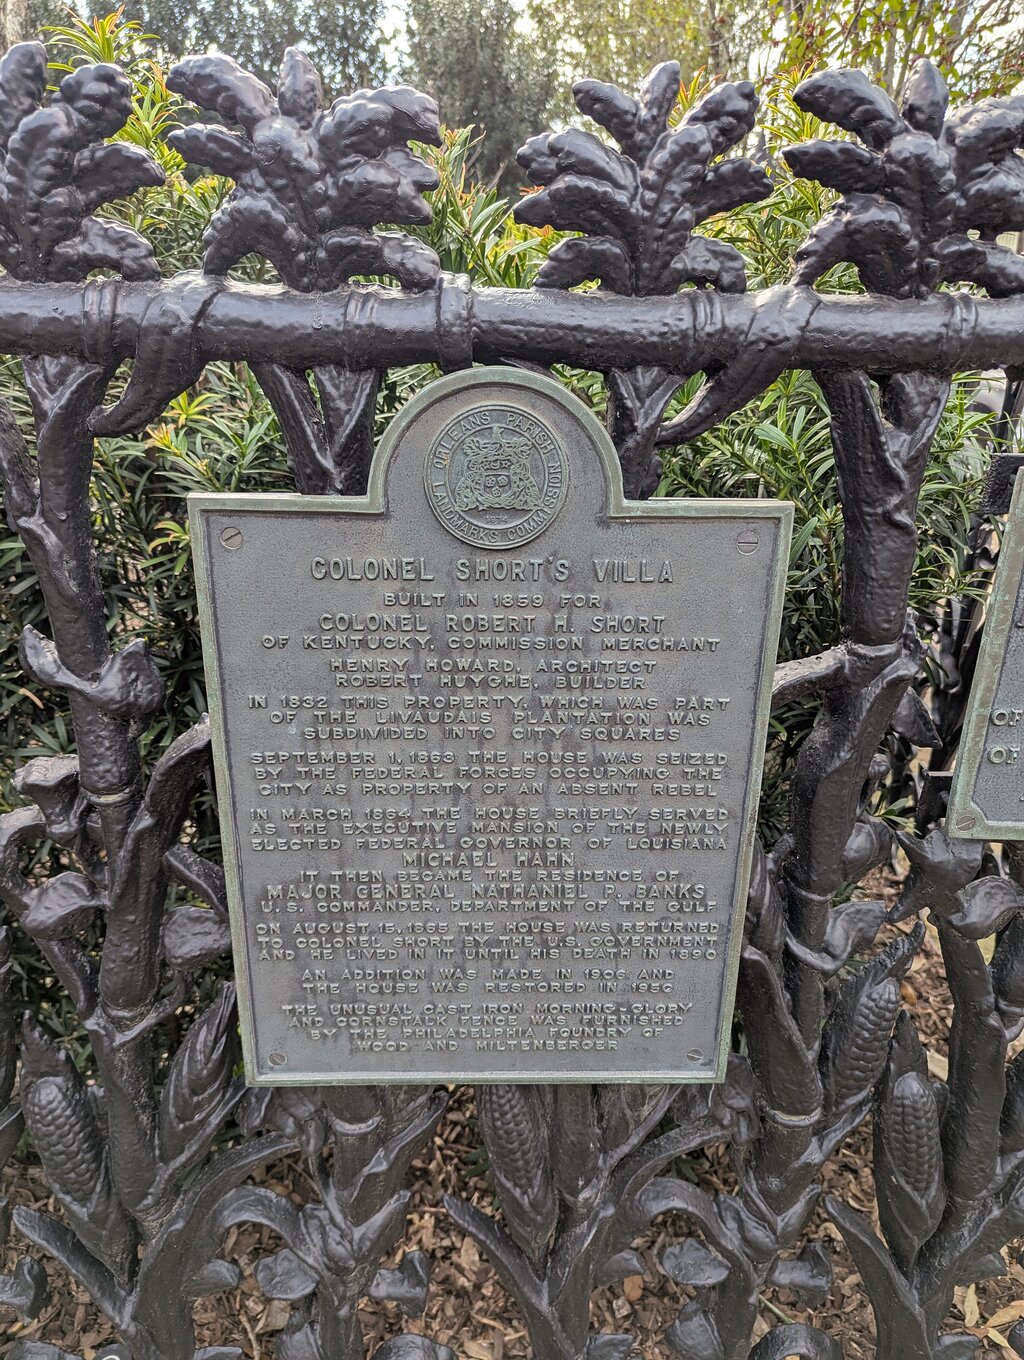 ORLEANS PARISH LANDMARKS COMMISSION
1974
COLONEL SHORT'S VILLA
BUILT IN 1859 FOR
COLONEL ROBERT H. SHORT
OF KENTUCKY, COMMISSION MERCHANT
HENRY HOWARD, ARCHITECT
ROBERT HUYGHE, BUILDER
IN 1832 THIS PROPERTY, WHICH WAS PART
OF THE LIVAUDAIS PLANTATION WAS
SUBDIVIDED INTO CITY SQUARES
SEPTEMBER 1, 1863 THE HOUSE WAS SEIZED
BY THE FEDERAL FORCES OCCUPYING THE
CITY AS PROPERTY OF AN ABSENT REBEL
IN MARCH 1864 THE HOUSE BRIEFLY SERVED
AS THE EXECUTIVE MANSION OF THE NEWLY
ELECTED FEDERAL GOVERNOR OF LOUISIANA
MICHAEL HAHN
IT THEN BECAME THE RESIDENCE OF
MAJOR GENERAL NATHANIEL P. BANKS
U.S. COMMANDER, DEPARTMENT OF THE GULF
ON AUGUST 15, 1865 THE HOUSE WAS RETURNED
TO COLONEL SHORT BY THE U.S. GOVERNMENT
AND HE LIVED IN IT UNTIL HIS DEATH IN 1890
AN ADDITION WAS MADE IN 1906 AND
THE HOUSE WAS RESTORED IN 1950
THE UNUSUAL CAST IRON MORNING-GLORY
AND CORNSTALK FENCE WAS FURNISHED
BY THE PHILADELPHIA FOUNDRY OF
WOOD AND MILTENBERGER
OF
OF